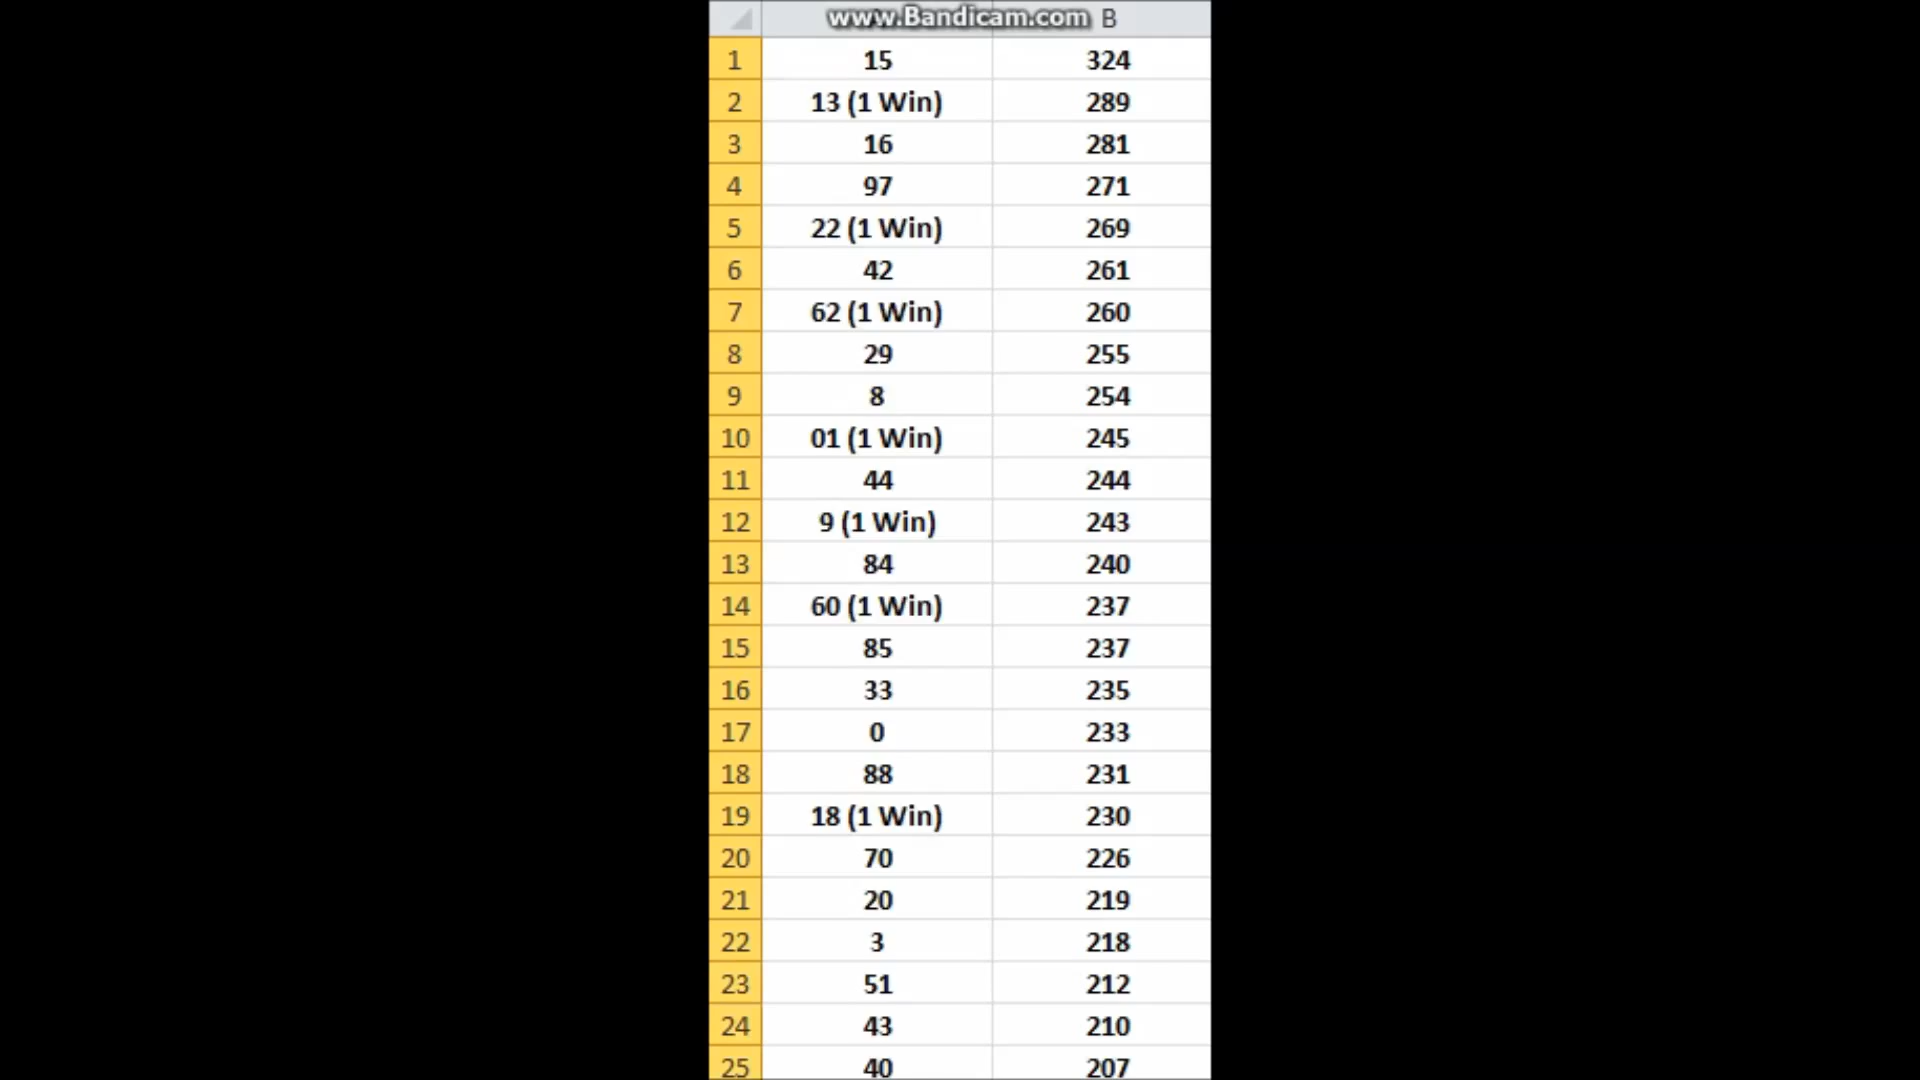 www.Bandicam.com B
1 15 324
2 13 (1 Win) 289
3 16 281
4 97 271
5 22 (1 Win) 269
6 42 261
7 62 (1 Win) 260
8 29 255
9 8 254
10 01 (1 Win) 245
11 44 244
12 9 (1 Win) 243
13 84 240
14 60 (1 Win) 237
15 85 237
16 33 235
17 0 233
18 88 231
19 18 (1 Win) 230
20 70 226
21 20 219
22 3 218
23 51 212
24 43 210
25 40 207